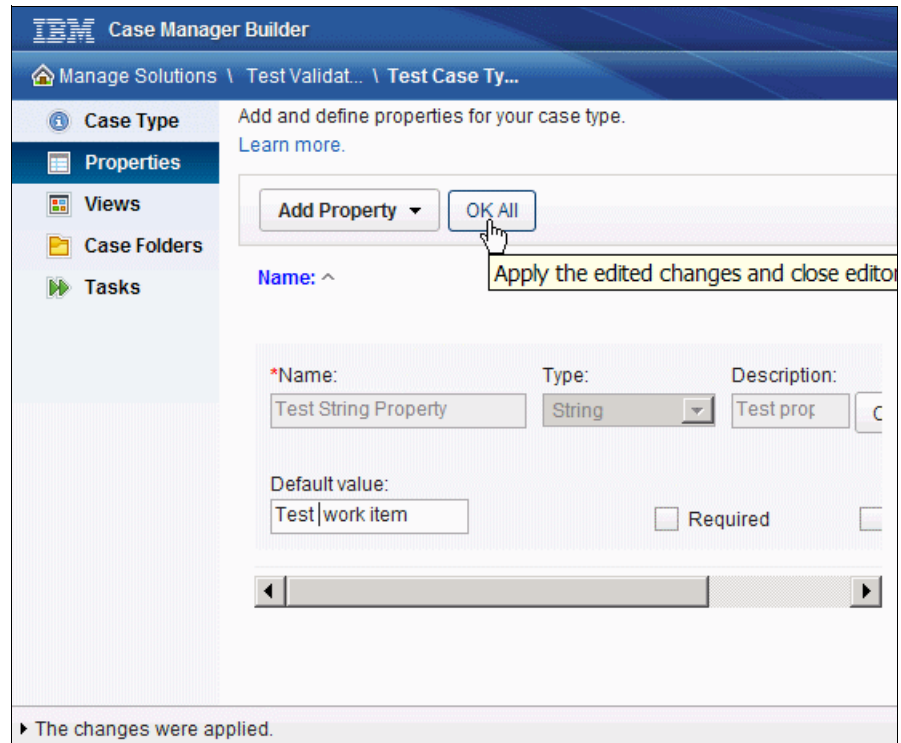 IBM Case Manager Builder
Manage Solutions \ Test Validat... \ Test Case Ty...
Case Type
Properties
Views
Case Folders
Tasks
Add and define properties for your case type.
Learn more.
Add Property
OK All
Apply the edited changes and close editor
Name: ^
*Name:
Type:
Description:
Test String Property
String
Test prop
Default value:
Test work item
Required
The changes were applied.